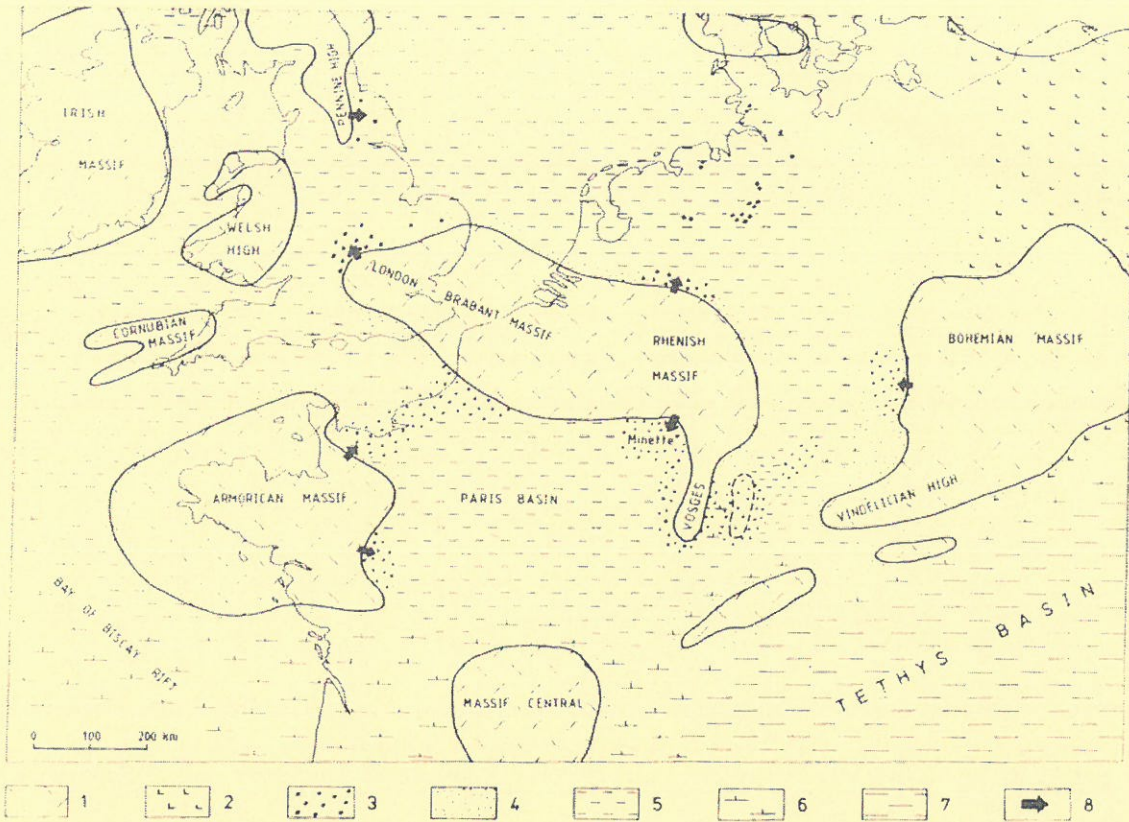 IRISH
MASSIF
PENNINE HIGH
WELSH
HIGH
CORNUBIAN
MASSIF
LONDON - BRABANT MASSIF
RHENISH
MASSIF
BOHEMIAN MASSIF
Minette
VOSGES
ARMORICAN MASSIF
PARIS BASIN
VINDELICIAN HIGH
BAY OF
BISCAY
RIFT
MASSIF CENTRAL
TETHYS BASIN
0 100 200 km
1 2 3 4 5 6 7 8